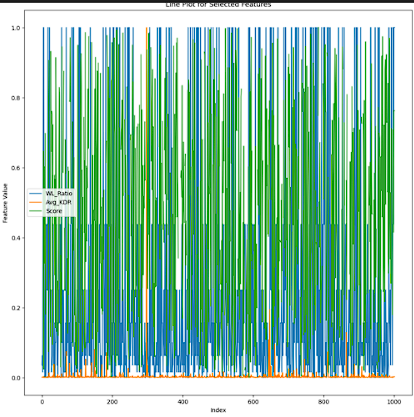 Line Plot for Selected Features
Feature Value
1.0
0.8
0.6
0.4
0.2
0.0
WL_Ratio
Avg_KDR
Score
0 200 400 600 800 1000
Index